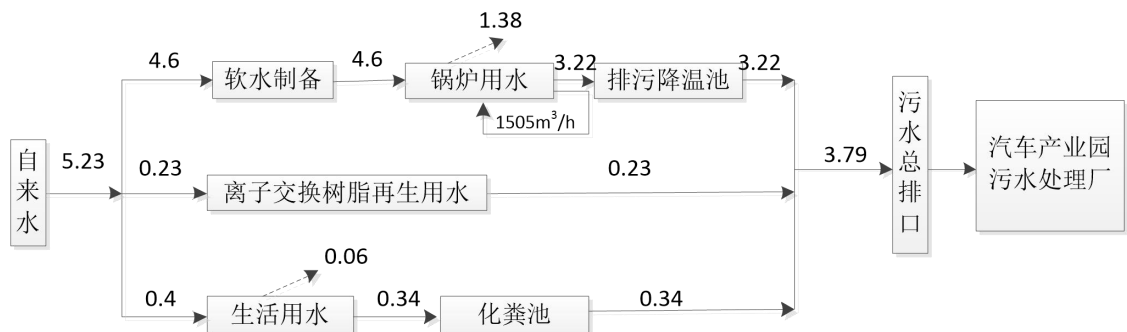 1.38
4.6
软水制备
4.6
锅炉用水
3.22
排污降温池
3.22
1505m³/h
自来水
5.23
0.23
离子交换树脂再生用水
0.23
3.79
污水总排口
汽车产业园
污水处理厂
0.06
0.4
生活用水
0.34
化粪池
0.34